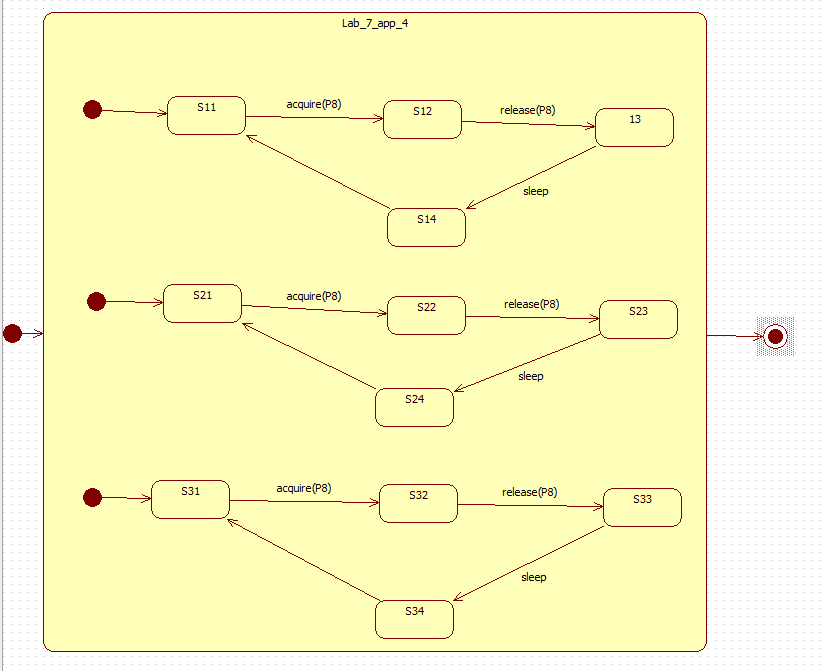 Lab_7_app_4
S11
acquire(P8)
S12
release(P8)
13
sleep
S14
S21
acquire(P8)
S22
release(P8)
S23
sleep
S24
S31
acquire(P8)
S32
release(P8)
S33
sleep
S34